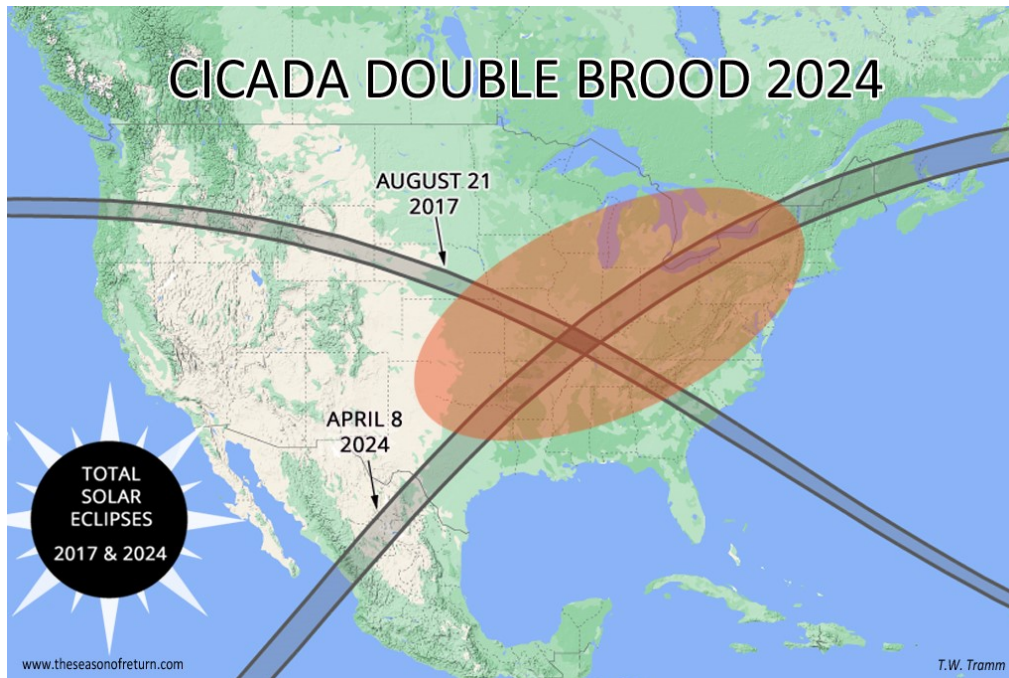 CICADA DOUBLE BROOD 2024
AUGUST 21
2017
APRIL 8
2024
TOTAL
SOLAR
ECLIPSES
2017 & 2024
www.theseasonofreturn.com
T.W. Tramm